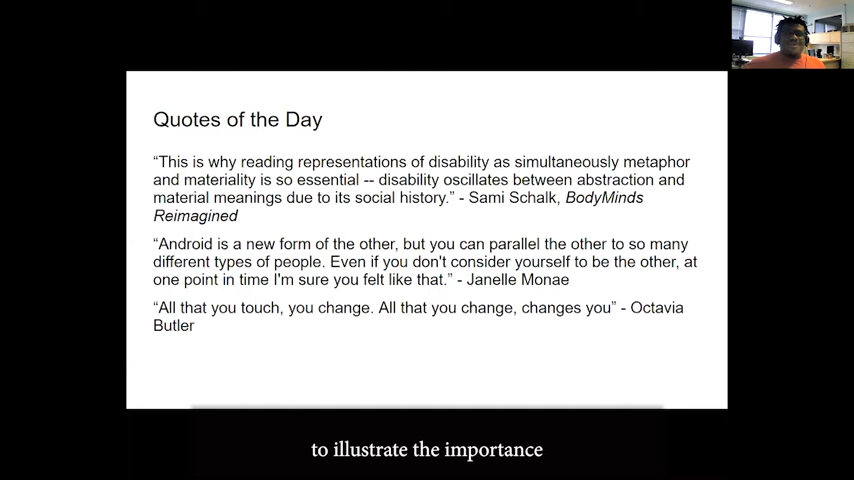 Quotes of the Day
“This is why reading representations of disability as simultaneously metaphor
and materiality is so essential -- disability oscillates between abstraction and
material meanings due to its social history.” - Sami Schalk, BodyMinds
Reimagined
“Android is a new form of the other, but you can parallel the other to so many
different types of people. Even if you don't consider yourself to be the other, at
one point in time I'm sure you felt like that.” - Janelle Monae
“All that you touch, you change. All that you change, changes you” - Octavia
Butler
to illustrate the importance